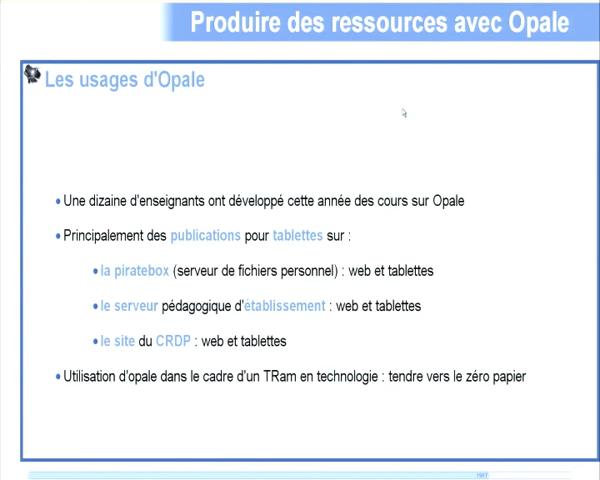 Produire des ressources avec Opale
Les usages d'Opale
• Une dizaine d'enseignants ont développé cette année des cours sur Opale
• Principalement des publications pour tablettes sur :
• la piratebox (serveur de fichiers personnel) : web et tablettes
• le serveur pédagogique d'établissement : web et tablettes
• le site du CRDP : web et tablettes
• Utilisation d'opale dans le cadre d'un TRam en technologie : tendre vers le zéro papier